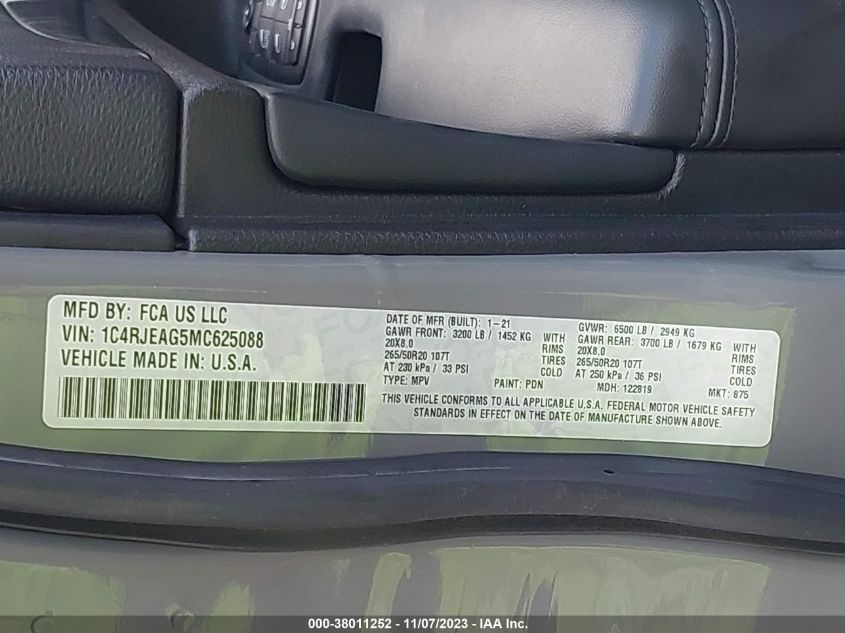 MFD BY: FCA US LLC
VIN: 1C4RJEAG5MC625088
VEHICLE MADE IN: U.S.A.
DATE OF MFR (BUILT): 1-21
GAWR FRONT: 3200 LB / 1452 KG WITH
20X8.0 RIMS
265/50R20 107T TIRES
AT 230 kPa / 33 PSI COLD
TYPE: MPV PAINT: PDN
GVWR: 6500 LB / 2949 KG
GAWR REAR: 3700 LB / 1679 KG WITH
20X8.0 RIMS
265/50R20 107T TIRES
AT 250 kPa / 36 PSI COLD
MDH: 122819 MKT: 875
THIS VEHICLE CONFORMS TO ALL APPLICABLE U.S.A. FEDERAL MOTOR VEHICLE SAFETY
STANDARDS IN EFFECT ON THE DATE OF MANUFACTURE SHOWN ABOVE.
000-38011252 - 11/07/2023 - IAA Inc.